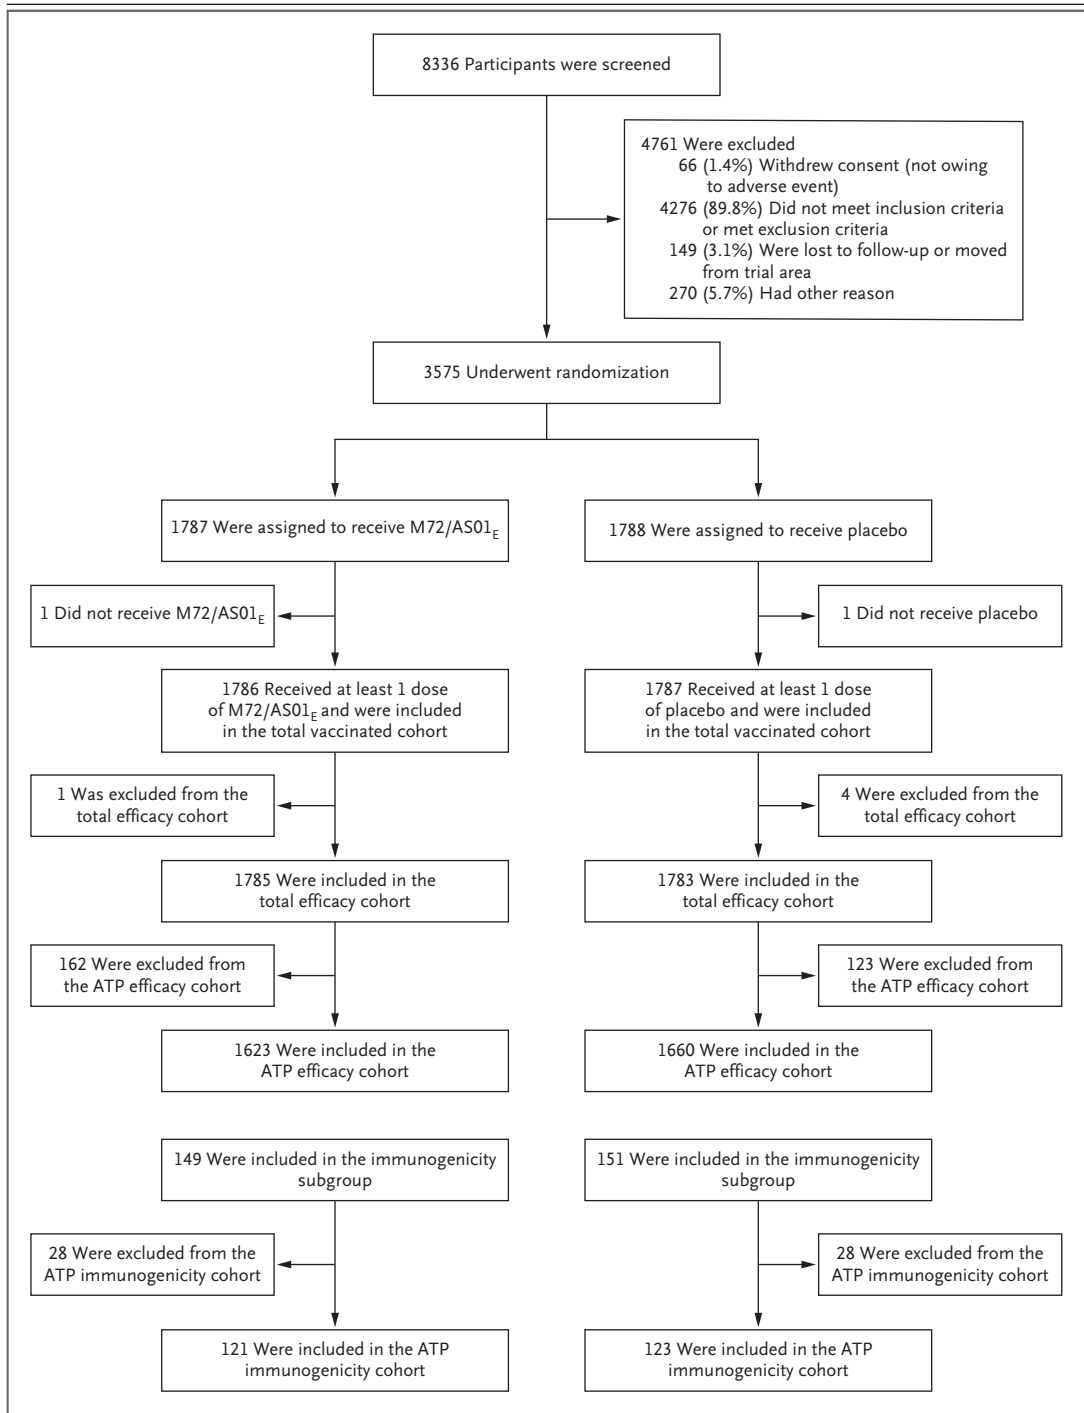 8336 Participants were screened
4761 Were excluded
66 (1.4%) Withdrew consent (not owing
to adverse event)
4276 (89.8%) Did not meet inclusion criteria
or met exclusion criteria
149 (3.1%) Were lost to follow-up or moved
from trial area
270 (5.7%) Had other reason
3575 Underwent randomization
1787 Were assigned to receive M72/AS01E
1788 Were assigned to receive placebo
1 Did not receive M72/AS01E
1 Did not receive placebo
1786 Received at least 1 dose
of M72/AS01E and were included
in the total vaccinated cohort
1787 Received at least 1 dose
of placebo and were included
in the total vaccinated cohort
1 Was excluded from the
total efficacy cohort
4 Were excluded from the
total efficacy cohort
1785 Were included in the
total efficacy cohort
1783 Were included in the
total efficacy cohort
162 Were excluded from
the ATP efficacy cohort
123 Were excluded from
the ATP efficacy cohort
1623 Were included in the
ATP efficacy cohort
1660 Were included in the
ATP efficacy cohort
149 Were included in the immunogenicity
subgroup
151 Were included in the immunogenicity
subgroup
28 Were excluded from the
ATP immunogenicity cohort
28 Were excluded from the
ATP immunogenicity cohort
121 Were included in the ATP
immunogenicity cohort
123 Were included in the ATP
immunogenicity cohort